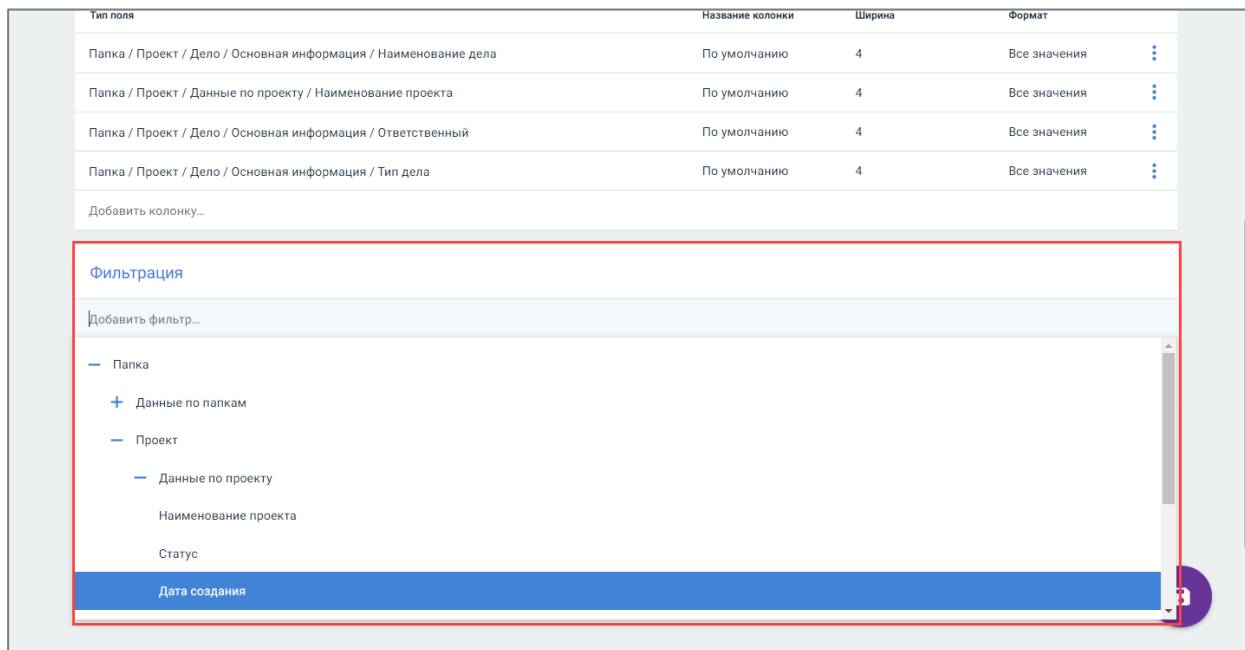 Тип поля Название колонки Ширина Формат
Папка / Проект / Дело / Основная информация / Наименование дела По умолчанию 4 Все значения
Папка / Проект / Данные по проекту / Наименование проекта По умолчанию 4 Все значения
Папка / Проект / Дело / Основная информация / Ответственный По умолчанию 4 Все значения
Папка / Проект / Дело / Основная информация / Тип дела По умолчанию 4 Все значения
Добавить колонку...
Фильтрация
Добавить фильтр...
Папка
Данные по папкам
Проект
Данные по проекту
Наименование проекта
Статус
Дата создания